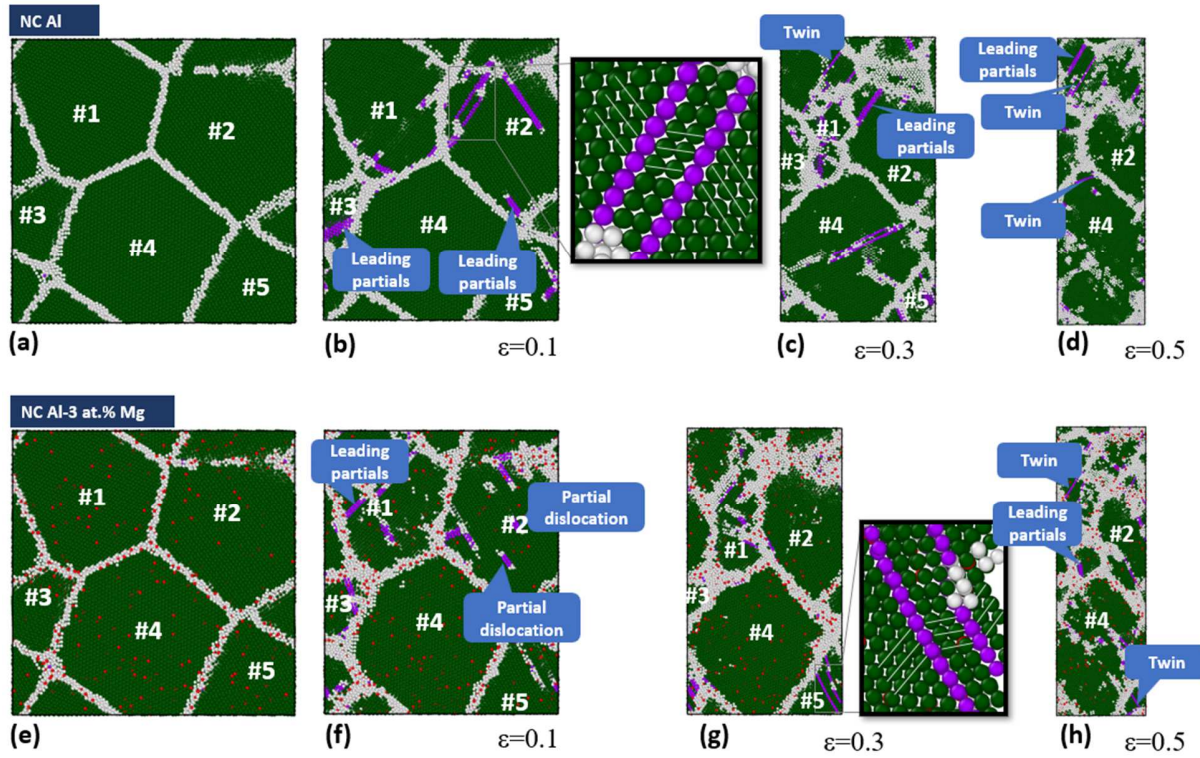 NC Al
#1
#2
#3
#4
#5
(a)
#1
#2
#3
#4
#5
Leading
partials
Leading
partials
(b)
ε=0.1
Twin
#1
Leading
partials
#3
#2
#4
#5
(c)
ε=0.3
Leading
partials
Twin
#2
Twin
#4
(d)
ε=0.5
NC Al-3 at.% Mg
#1
#2
#3
#4
#5
(e)
Leading
partials
#1
Partial
dislocation
#2
#3
#4
Partial
dislocation
#5
(f)
ε=0.1
#1
#2
#3
#4
#5
(g)
ε=0.3
Twin
Leading
partials
#2
#4
Twin
(h)
ε=0.5